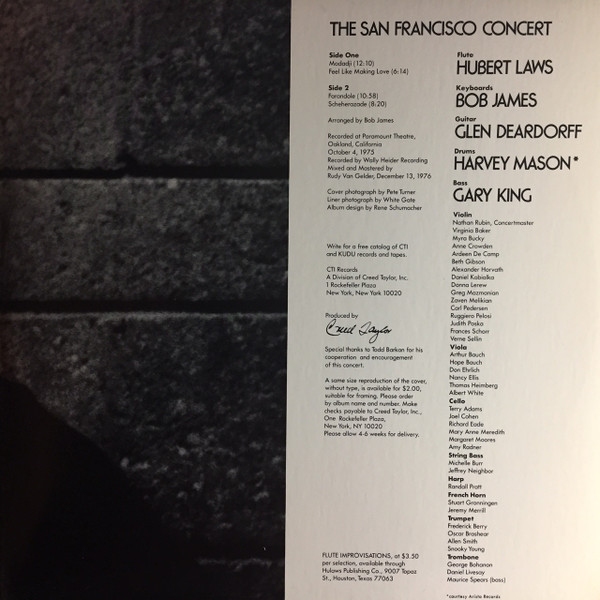 THE SAN FRANCISCO CONCERT
Side One
Modadji (12:10)
Feel Like Making Love (6:14)
Side 2
Farandole (10:58)
Scheherazade (8:20)
Arranged by Bob James
Recorded at Paramount Theatre,
Oakland, California
October 4, 1975
Recorded by Wally Heider Recording
Mixed and Mastered by
Rudy Van Gelder, December 13, 1976
Cover photograph by Pete Turner
Liner photograph by White Gate
Album design by Rene Schumacher
Write for a free catalog of CTI
and KUDU records and tapes.
CTI Records
A Division of Creed Taylor, Inc.
1 Rockefeller Plaza
New York, New York 10020
Produced by
Creed Taylor
Special thanks to Todd Barkan for his
cooperation and encouragement
of this concert.
A same size reproduction of the cover,
without type, is available for $2.00,
suitable for framing. Please order
by album name and number. Make
checks payable to Creed Taylor, Inc.,
One Rockefeller Plaza,
New York, NY 10020
Please allow 4-6 weeks for delivery.
FLUTE IMPROVISATIONS, at $3.50
per selection, available through
Hulaws Publishing Co., 9007 Topaz
St., Houston, Texas 77063
Flute
HUBERT LAWS
Keyboards
BOB JAMES
Guitar
GLEN DEARDORFF
Drums
HARVEY MASON*
Bass
GARY KING
Violin
Nathan Rubin, Concertmaster
Virginia Baker
Myra Bucky
Anne Crowden
Ardeen De Camp
Beth Gibson
Alexander Horvath
Daniel Kobialka
Donna Lerew
Greg Mazmanian
Zaven Melikian
Carl Pedersen
Ruggiero Pelosi
Judith Poska
Frances Schorr
Verne Sellin
Viola
Arthur Bauch
Hope Bauch
Don Ehrlich
Nancy Ellis
Thomas Heimberg
Albert White
Cello
Terry Adams
Joel Cohen
Richard Eade
Mary Anne Meredith
Margaret Moores
Amy Radner
String Bass
Michelle Burr
Jeffrey Neighbor
Harp
Randall Pratt
French Horn
Stuart Gronningen
Jeremy Merrill
Trumpet
Frederick Berry
Oscar Brashear
Allen Smith
Snooky Young
Trombone
George Bohanon
Daniel Livesay
Maurice Spears (bass)
*courtesy Arista Records